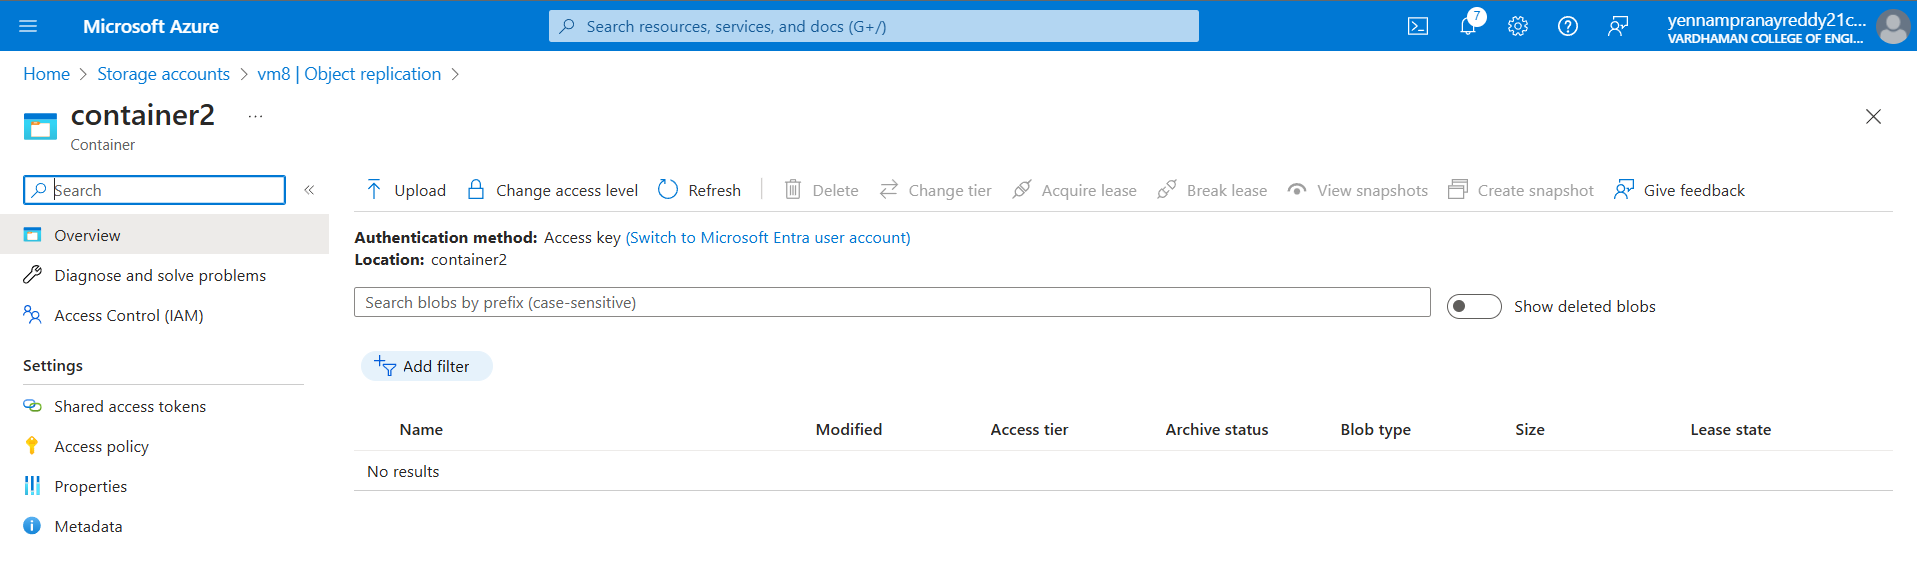 Microsoft Azure
Search resources, services, and docs (G+/)
7
yennampranayreddy21c...
VARDHAMAN COLLEGE OF ENGI...
Home > Storage accounts > vm8 | Object replication >
container2 ...
Container
Search «
Upload Change access level Refresh Delete Change tier Acquire lease Break lease View snapshots Create snapshot Give feedback
Overview
Diagnose and solve problems
Access Control (IAM)
Settings
Shared access tokens
Access policy
Properties
Metadata
Authentication method: Access key (Switch to Microsoft Entra user account)
Location: container2
Search blobs by prefix (case-sensitive)
Show deleted blobs
Add filter
Name Modified Access tier Archive status Blob type Size Lease state
No results